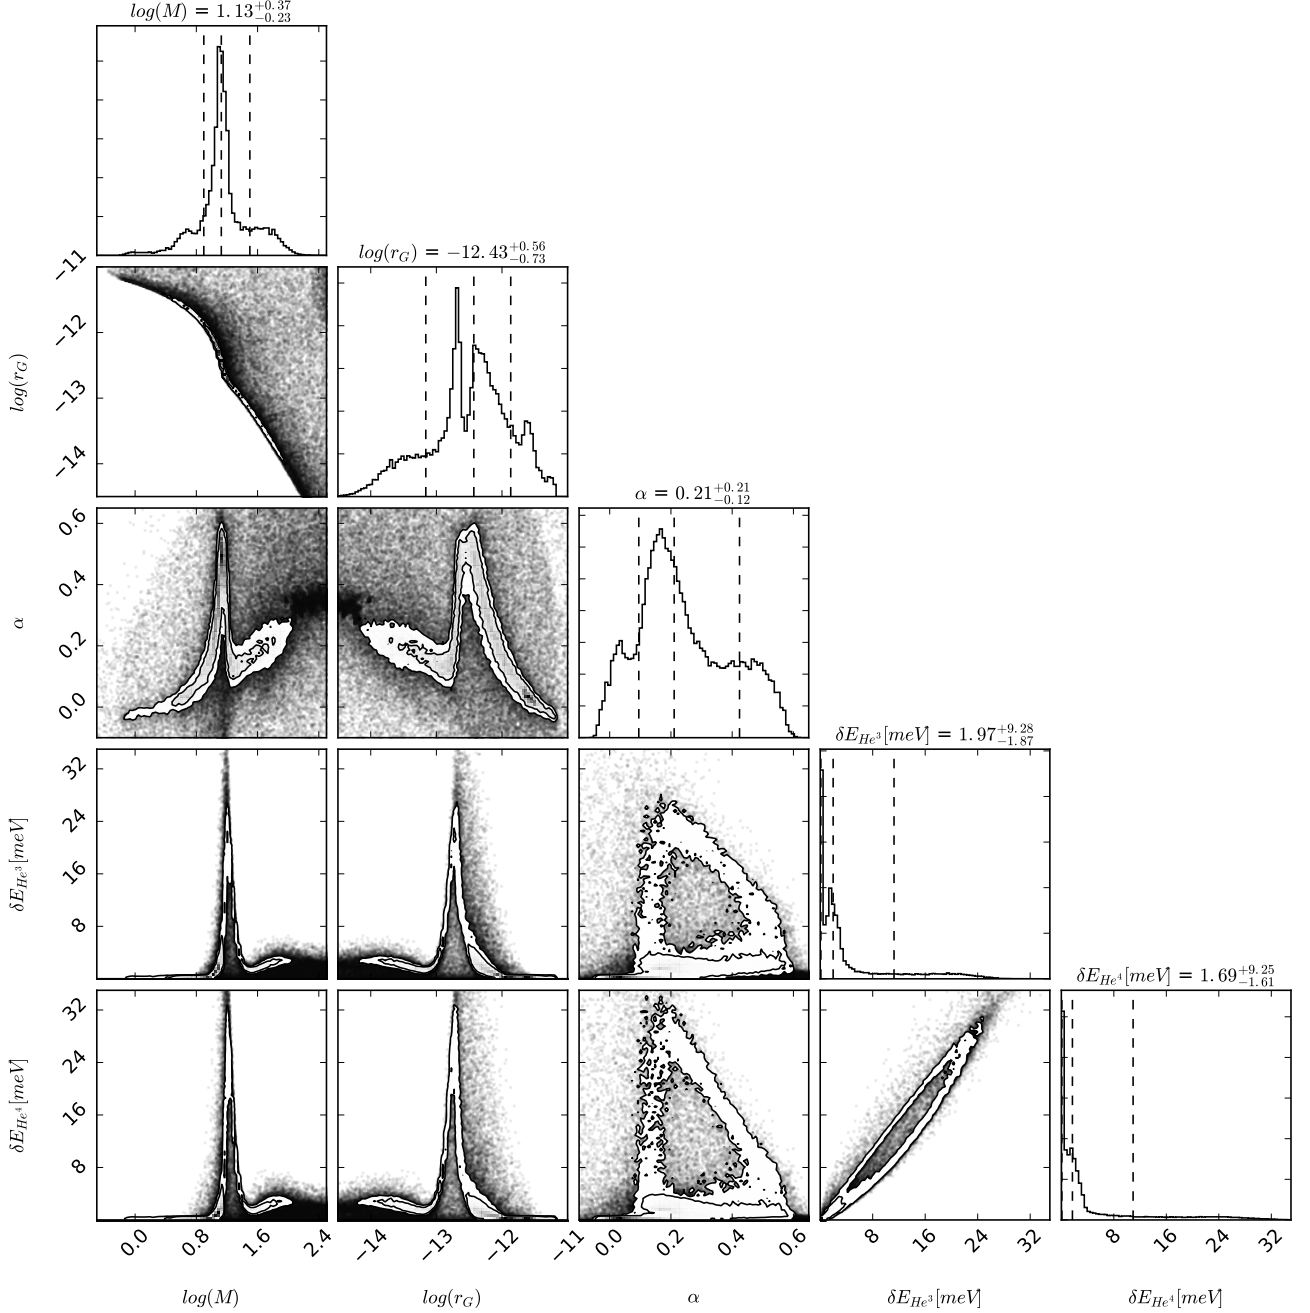 log(M) = 1.13+0.37−0.23
−11
log(r_G) = −12.43+0.56−0.73
−12
log(r_G)
−13
−14
α = 0.21+0.21−0.12
0.6
0.4
α
0.2
0.0
δE_{He^3}[meV] = 1.97+9.28−1.87
32
24
δE_{He^3}[meV]
16
8
δE_{He^4}[meV] = 1.69+9.25−1.61
32
24
δE_{He^4}[meV]
16
8
0.0 0.8 1.6 2.4 −14 −13 −12 −11 0.0 0.2 0.4 0.6 8 16 24 32 8 16 24 32
log(M) log(r_G) α δE_{He^3}[meV] δE_{He^4}[meV]